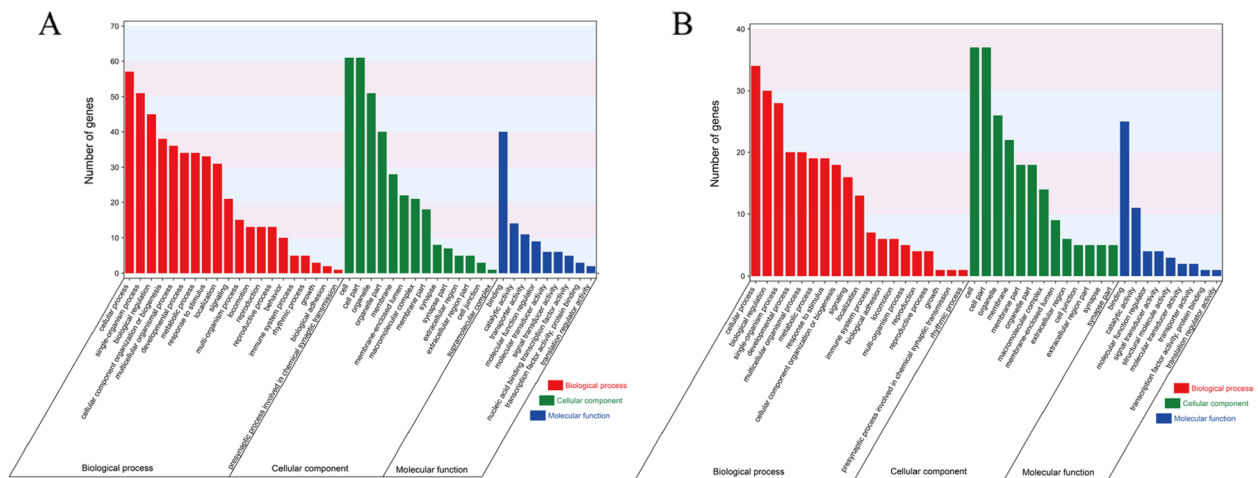 A
Number of genes
70
60
50
40
30
20
10
0
cellular process
single-organism process
biological regulation
cellular component organization or biogenesis
multicellular organismal process
developmental process
metabolic process
response to stimulus
localization
signaling
multi-organism process
locomotion
reproduction
reproductive process
behavior
immune system process
rhythmic process
growth
biological adhesion
presynaptic process involved in chemical synaptic transmission
cell
cell part
organelle
organelle part
membrane
membrane-enclosed lumen
macromolecular complex
membrane part
synapse
synapse part
extracellular region
extracellular region part
cell junction
supramolecular complex
binding
catalytic activity
transporter activity
molecular function regulator
molecular transducer activity
signal transducer activity
nucleic acid binding transcription factor activity
transcription factor activity, protein binding
translation regulator activity
Biological process
Cellular component
Molecular function
Biological process
Cellular component
Molecular function
B
Number of genes
40
30
20
10
0
cellular process
biological regulation
single-organism process
developmental process
multicellular organismal process
metabolic process
response to stimulus
cellular component organization or biogenesis
signaling
localization
immune system process
biological adhesion
locomotion
multi-organism process
reproduction
reproductive process
growth
presynaptic process involved in chemical synaptic transmission
rhythmic process
cell
cell part
organelle
membrane
membrane part
organelle part
macromolecular complex
membrane-enclosed lumen
extracellular region
cell junction
extracellular region part
synapse
synapse part
binding
catalytic activity
molecular function regulator
signal transducer activity
structural molecule activity
molecular transducer activity
transporter activity
transcription factor activity, protein binding
translation regulator activity
Biological process
Cellular component
Molecular function
Biological process
Cellular component
Molecular function